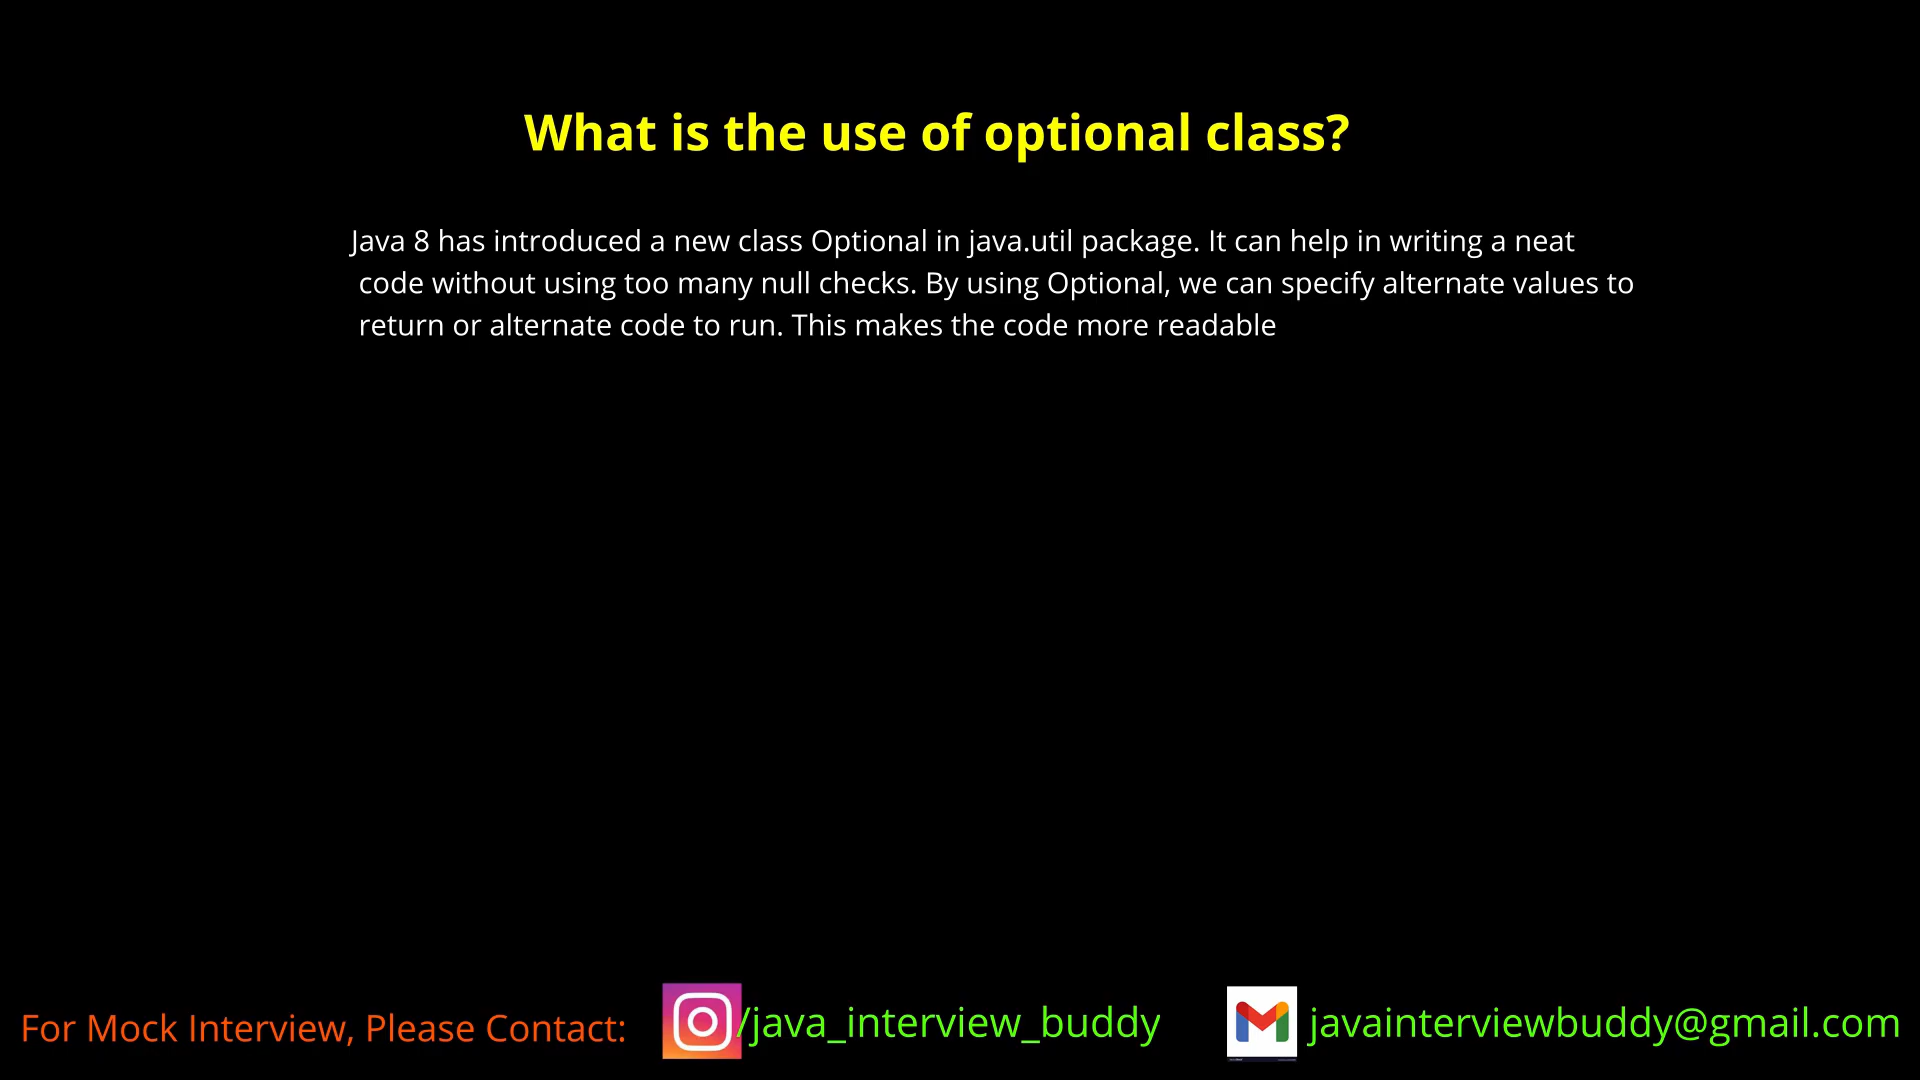 What is the use of optional class?
Java 8 has introduced a new class Optional in java.util package. It can help in writing a neat
code without using too many null checks. By using Optional, we can specify alternate values to
return or alternate code to run. This makes the code more readable
For Mock Interview, Please Contact: /java_interview_buddy javainterviewbuddy@gmail.com